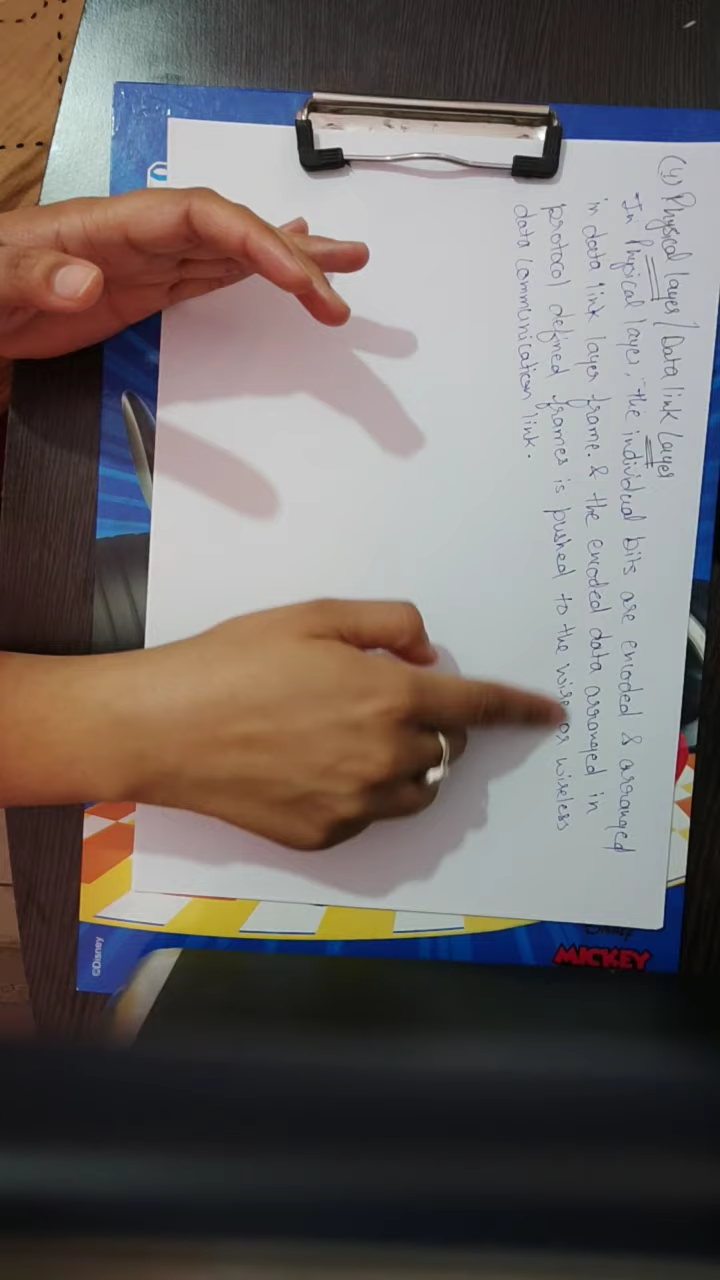 (4) Physical layer / Data link layer
In Physical layer, the individual bits are encoded & arranged
in data link layer frame. & the encoded data arranged in
protocol defined frames is pushed to the wire or wireless
data communication link.
MICKEY
©Disney